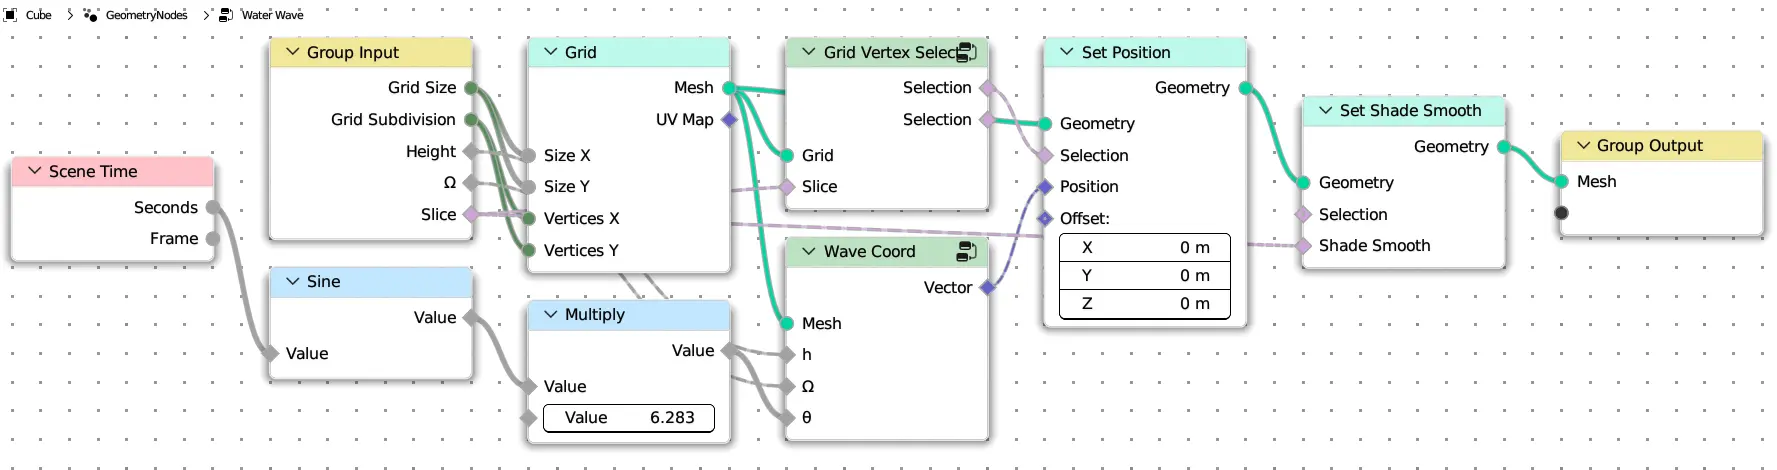 Cube > GeometryNodes > Water Wave
Scene Time
Seconds
Frame
Group Input
Grid Size
Grid Subdivision
Height
Ω
Slice
Sine
Value
Value
Grid
Mesh
UV Map
Size X
Size Y
Vertices X
Vertices Y
Multiply
Value
Value
Value 6.283
Grid Vertex Select
Selection
Selection
Grid
Slice
Wave Coord
Vector
Mesh
h
Ω
θ
Set Position
Geometry
Geometry
Selection
Position
Offset:
X 0 m
Y 0 m
Z 0 m
Set Shade Smooth
Geometry
Geometry
Selection
Shade Smooth
Group Output
Mesh